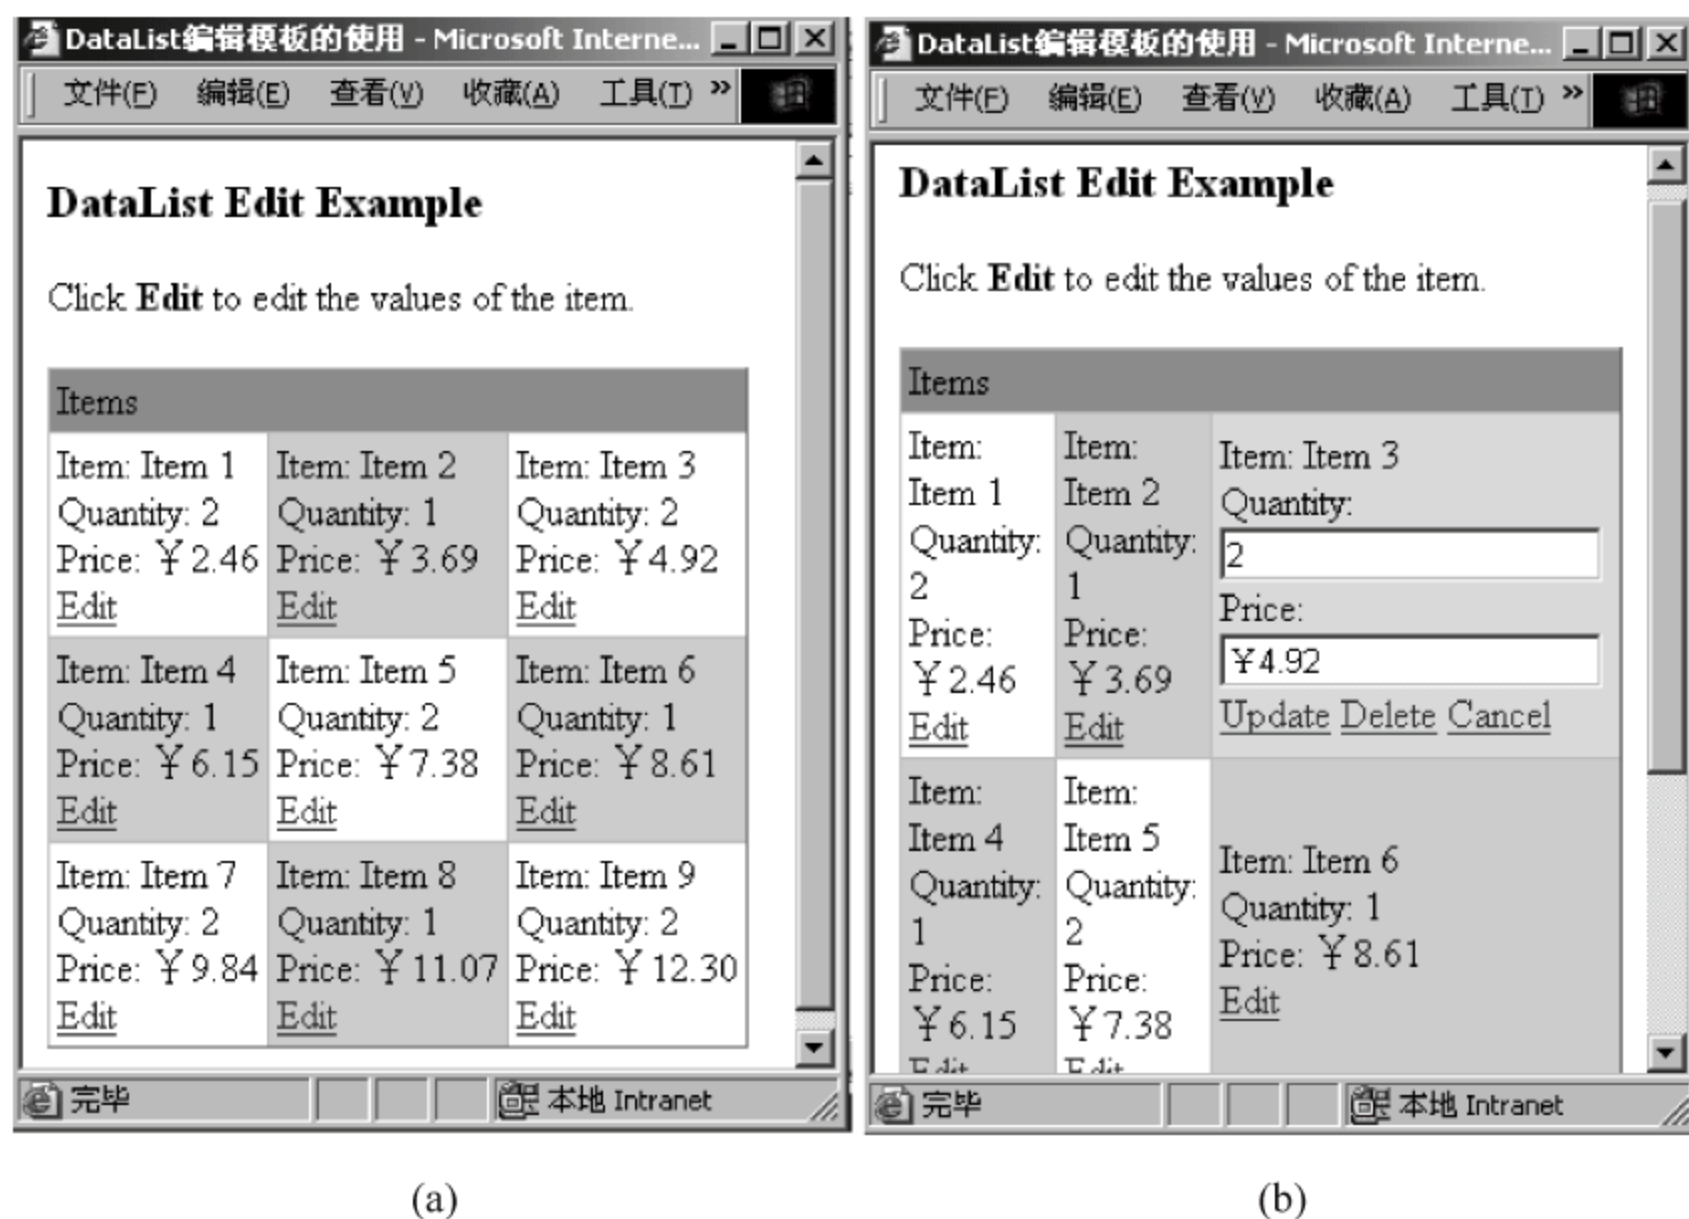 DataList编辑模板的使用 - Microsoft Interne...
文件(F) 编辑(E) 查看(V) 收藏(A) 工具(T) »
DataList Edit Example
Click Edit to edit the values of the item.
Items
Item: Item 1
Quantity: 2
Price: ￥2.46
Edit
Item: Item 2
Quantity: 1
Price: ￥3.69
Edit
Item: Item 3
Quantity: 2
Price: ￥4.92
Edit
Item: Item 4
Quantity: 1
Price: ￥6.15
Edit
Item: Item 5
Quantity: 2
Price: ￥7.38
Edit
Item: Item 6
Quantity: 1
Price: ￥8.61
Edit
Item: Item 7
Quantity: 2
Price: ￥9.84
Edit
Item: Item 8
Quantity: 1
Price: ￥11.07
Edit
Item: Item 9
Quantity: 2
Price: ￥12.30
Edit
完毕
本地 Intranet
(a)
DataList编辑模板的使用 - Microsoft Interne...
文件(F) 编辑(E) 查看(V) 收藏(A) 工具(T) »
DataList Edit Example
Click Edit to edit the values of the item.
Items
Item:
Item 1
Quantity:
2
Price:
￥2.46
Edit
Item:
Item 2
Quantity:
1
Price:
￥3.69
Edit
Item: Item 3
Quantity:
2
Price:
￥4.92
Update Delete Cancel
Item:
Item 4
Quantity:
1
Price:
￥6.15
Edit
Item:
Item 5
Quantity:
2
Price:
￥7.38
Edit
Item: Item 6
Quantity: 1
Price: ￥8.61
Edit
完毕
本地 Intranet
(b)